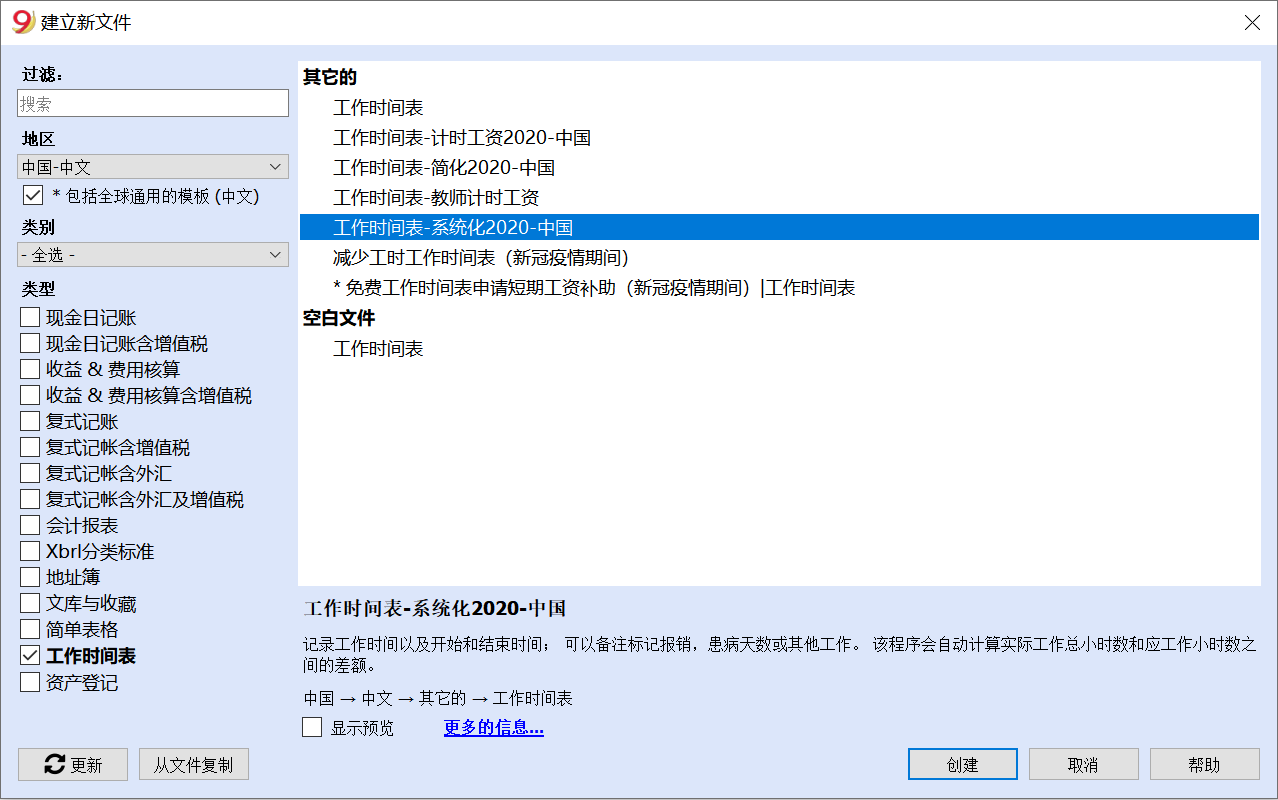 建立新文件
过滤：
搜索
地区
中国-中文
* 包括全球通用的模板 (中文)
类别
- 全选 -
类型
现金日记账
现金日记账含增值税
收益 & 费用核算
收益 & 费用核算含增值税
复式记账
复式记帐含增值税
复式记帐含外汇
复式记帐含外汇及增值税
会计报表
Xbrl分类标准
地址簿
文库与收藏
简单表格
工作时间表
资产登记
更新
从文件复制
其它的
工作时间表
工作时间表-计时工资2020-中国
工作时间表-简化2020-中国
工作时间表-教师计时工资
工作时间表-系统化2020-中国
减少工时工作时间表（新冠疫情期间）
* 免费工作时间表申请短期工资补助（新冠疫情期间）|工作时间表
空白文件
工作时间表
工作时间表-系统化2020-中国
记录工作时间以及开始和结束时间； 可以备注标记报销，患病天数或其他工作。 该程序会自动计算实际工作总小时数和应工作小时数之
间的差额。
中国 → 中文 → 其它的 → 工作时间表
显示预览
更多的信息...
创建
取消
帮助